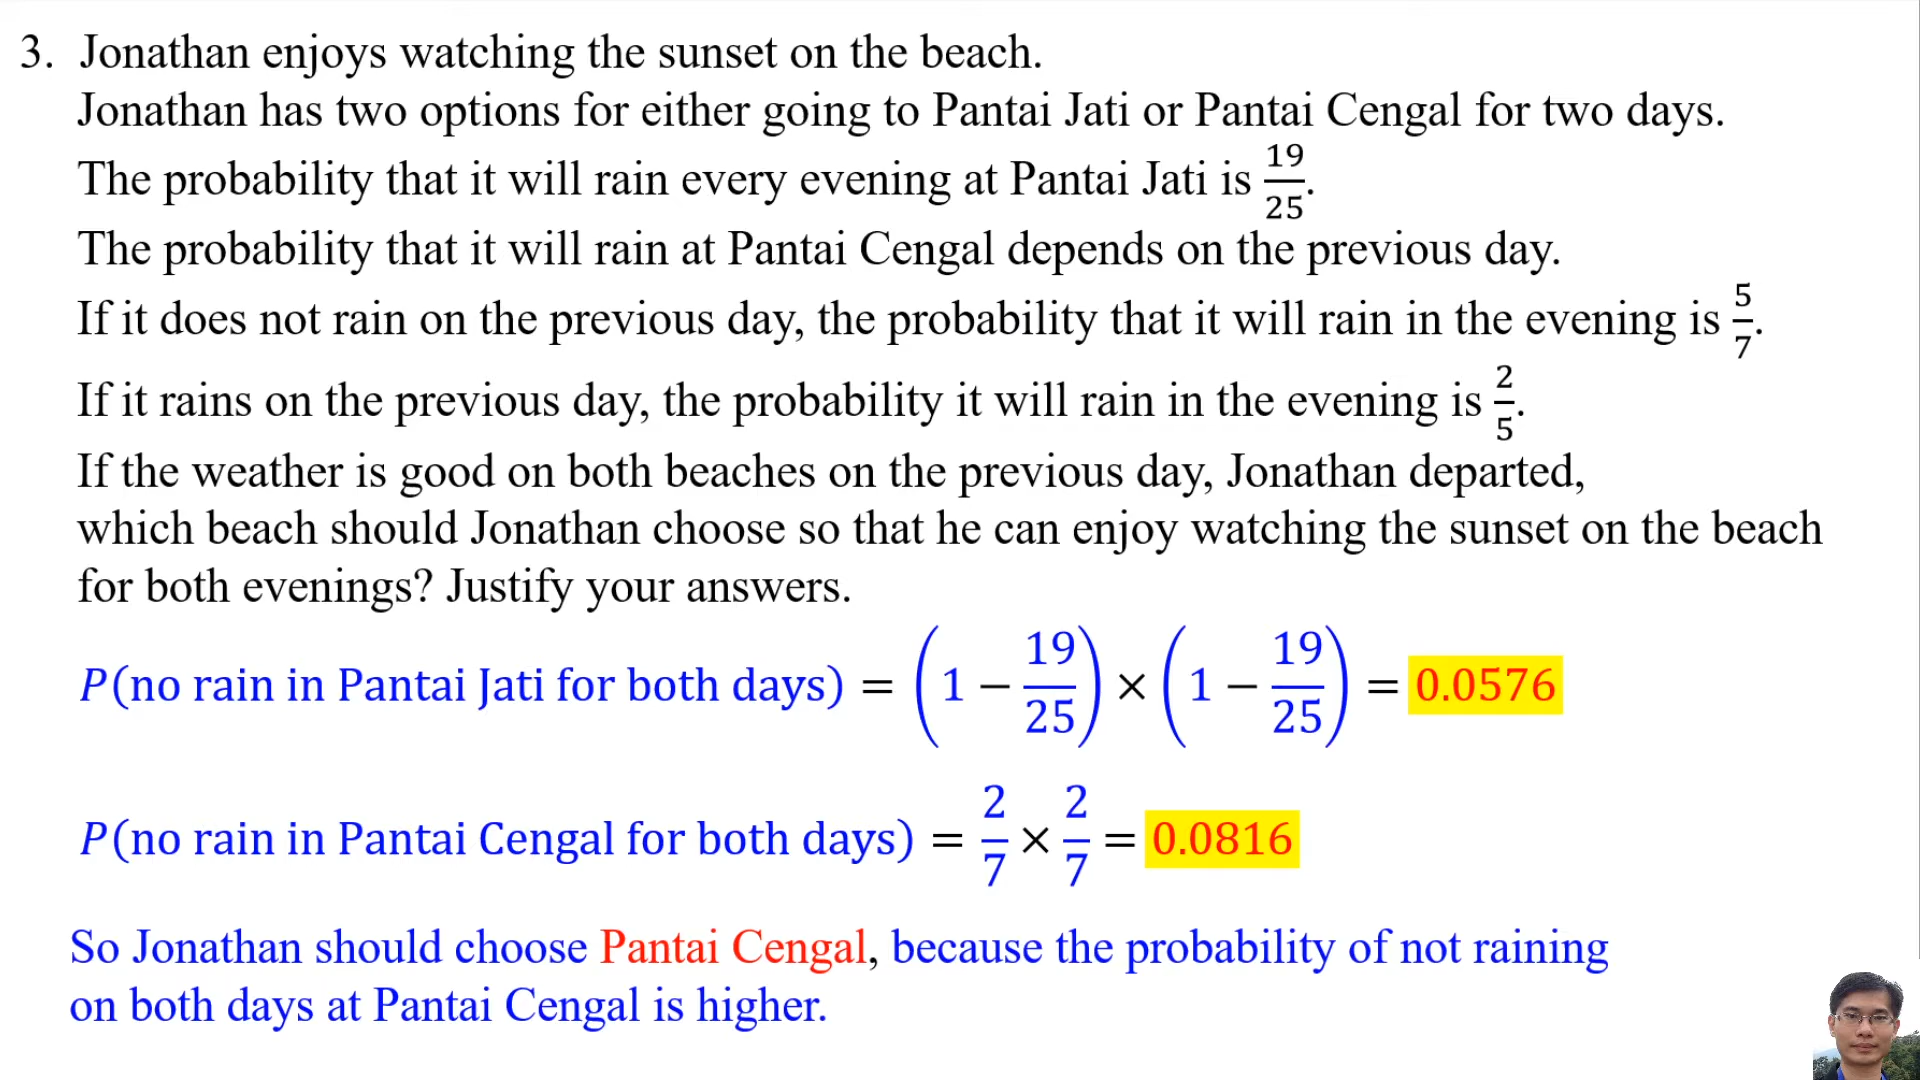 3. Jonathan enjoys watching the sunset on the beach.
Jonathan has two options for either going to Pantai Jati or Pantai Cengal for two days.
The probability that it will rain every evening at Pantai Jati is 19/25.
The probability that it will rain at Pantai Cengal depends on the previous day.
If it does not rain on the previous day, the probability that it will rain in the evening is 5/7.
If it rains on the previous day, the probability it will rain in the evening is 2/5.
If the weather is good on both beaches on the previous day, Jonathan departed,
which beach should Jonathan choose so that he can enjoy watching the sunset on the beach
for both evenings? Justify your answers.
P(no rain in Pantai Jati for both days) = (1 − 19/25) × (1 − 19/25) = 0.0576
P(no rain in Pantai Cengal for both days) = 2/7 × 2/7 = 0.0816
So Jonathan should choose Pantai Cengal, because the probability of not raining
on both days at Pantai Cengal is higher.